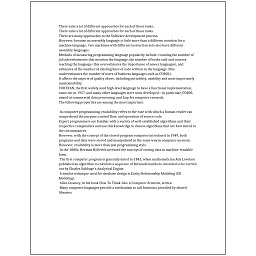 There exist a lot of different approaches for each of those tasks.
There exist a lot of different approaches for each of those tasks.
There are many approaches to the Software development process.
However, because an assembly language is little more than a different notation for a
machine language, two machines with different instruction sets also have different
assembly languages.
Methods of measuring programming language popularity include: counting the number of
job advertisements that mention the language, the number of books sold and courses
teaching the language (this overestimates the importance of newer languages), and
estimates of the number of existing lines of code written in the language (this
underestimates the number of users of business languages such as COBOL).
It affects the aspects of quality above, including portability, usability and most importantly
maintainability.
FORTRAN, the first widely used high-level language to have a functional implementation,
came out in 1957, and many other languages were soon developed—in particular, COBOL
aimed at commercial data processing, and Lisp for computer research.
The following properties are among the most important:

In computer programming, readability refers to the ease with which a human reader can
comprehend the purpose, control flow, and operation of source code.
Expert programmers are familiar with a variety of well-established algorithms and their
respective complexities and use this knowledge to choose algorithms that are best suited to
the circumstances.
However, with the concept of the stored-program computer introduced in 1949, both
programs and data were stored and manipulated in the same way in computer memory.
However, readability is more than just programming style.
In the 1880s, Herman Hollerith invented the concept of storing data in machine-readable
form.
The first computer program is generally dated to 1843, when mathematician Ada Lovelace
published an algorithm to calculate a sequence of Bernoulli numbers, intended to be carried
out by Charles Babbage's Analytical Engine.
A similar technique used for database design is Entity-Relationship Modeling (ER
Modeling).
Allen Downey, in his book How To Think Like A Computer Scientist, writes:
Many computer languages provide a mechanism to call functions provided by shared
libraries.